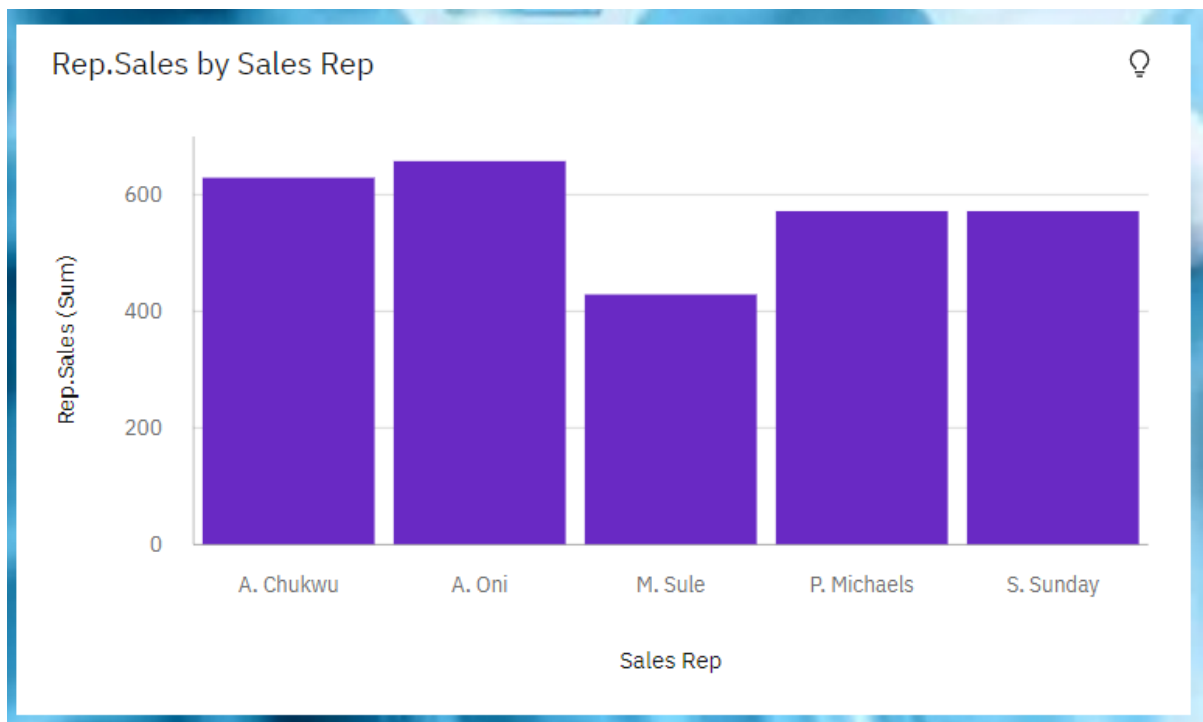 Rep.Sales by Sales Rep
Rep.Sales (Sum)
600
400
200
0
A. Chukwu A. Oni M. Sule P. Michaels S. Sunday
Sales Rep